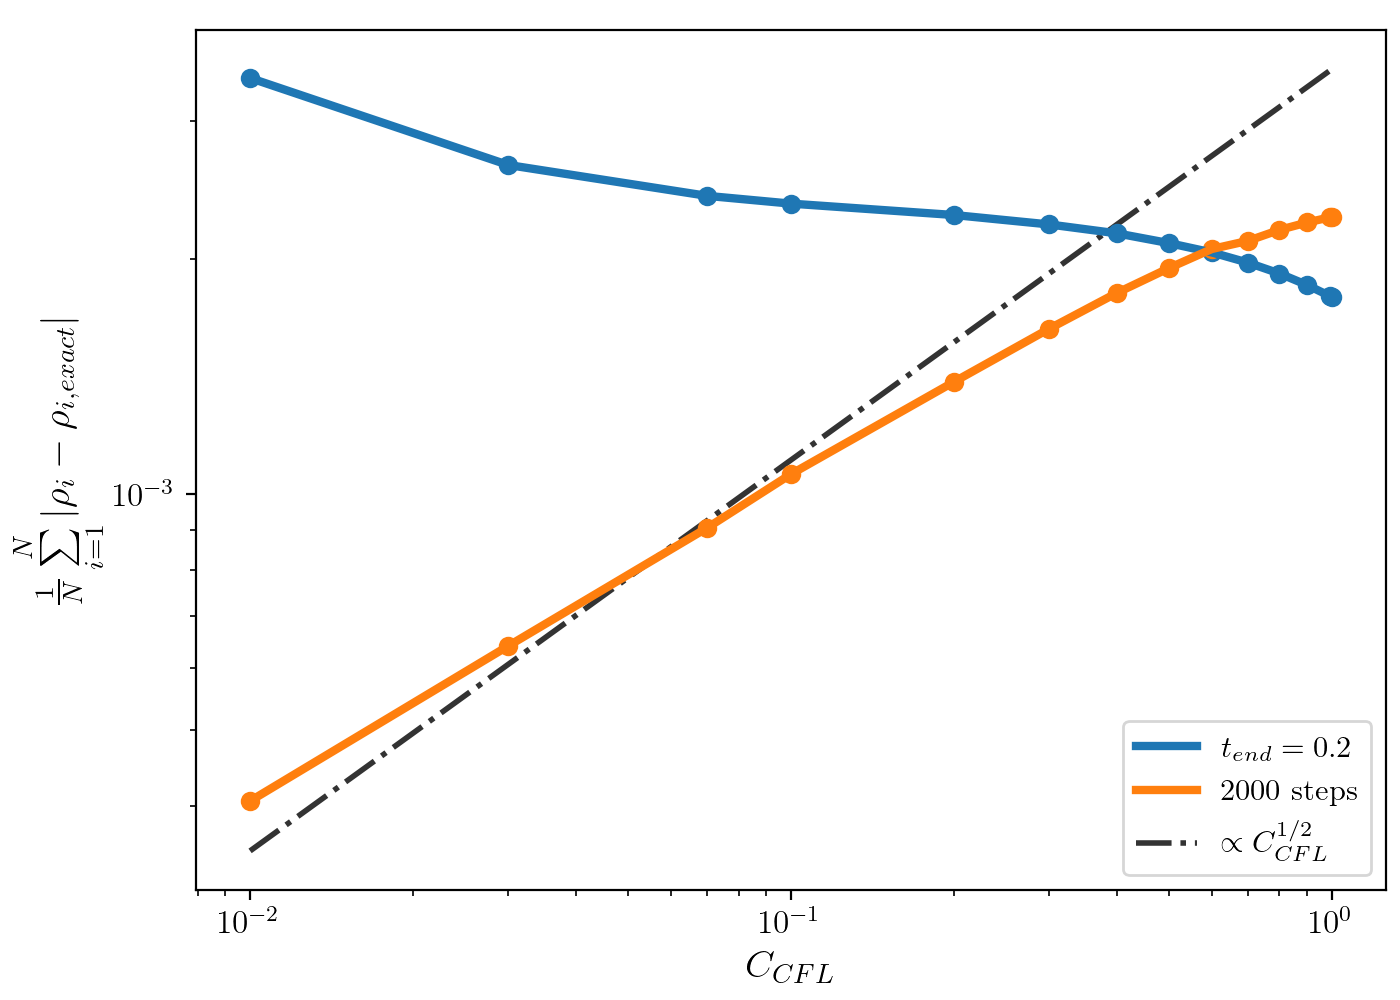 $\frac{1}{N} \sum_{i=1}^{N} |\rho_i - \rho_{i,exact}|$
$10^{-3}$
$10^{-2}$ $10^{-1}$ $10^{0}$
$C_{CFL}$
$t_{end} = 0.2$
2000 steps
$\propto C_{CFL}^{1/2}$